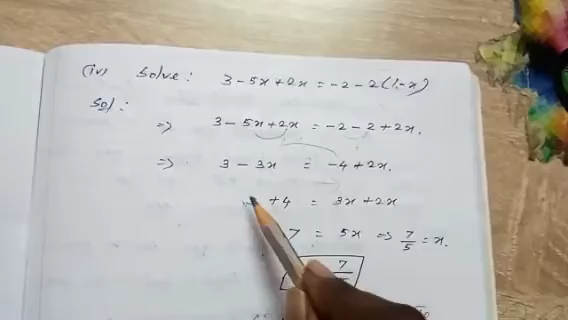 (iv) Solve: 3-5x+2x=-2-2(1-x)
Sol:
⇒ 3-5x+2x=-2-2+2x.
⇒ 3-3x = -4+2x.
+4 = 3x+2x
7 = 5x ⇒ 7/5=x.
7